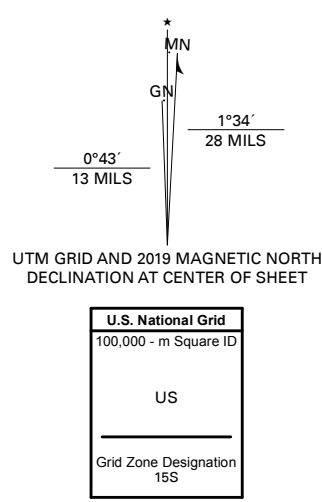 MN
GN
1°34´
28 MILS
0°43´
13 MILS
UTM GRID AND 2019 MAGNETIC NORTH
DECLINATION AT CENTER OF SHEET
U.S. National Grid
100,000 - m Square ID
US
Grid Zone Designation
15S